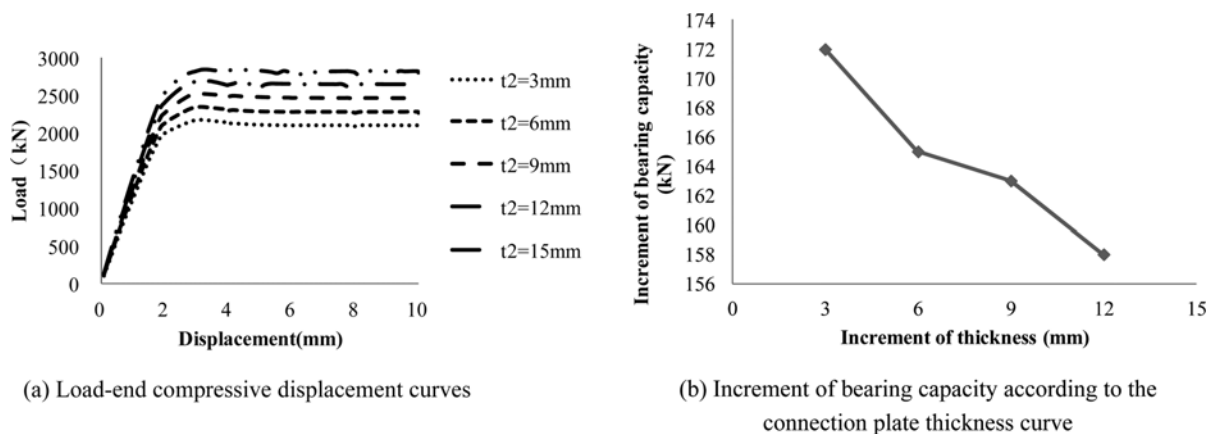 3000
2500
2000
1500
1000
500
0
Load（kN）
0 2 4 6 8 10
Displacement(mm)
t2=3mm
t2=6mm
t2=9mm
t2=12mm
t2=15mm
(a) Load-end compressive displacement curves
174
172
170
168
166
164
162
160
158
156
Increment of bearing capacity
(kN)
0 3 6 9 12 15
Increment of thickness (mm)
(b) Increment of bearing capacity according to the
connection plate thickness curve